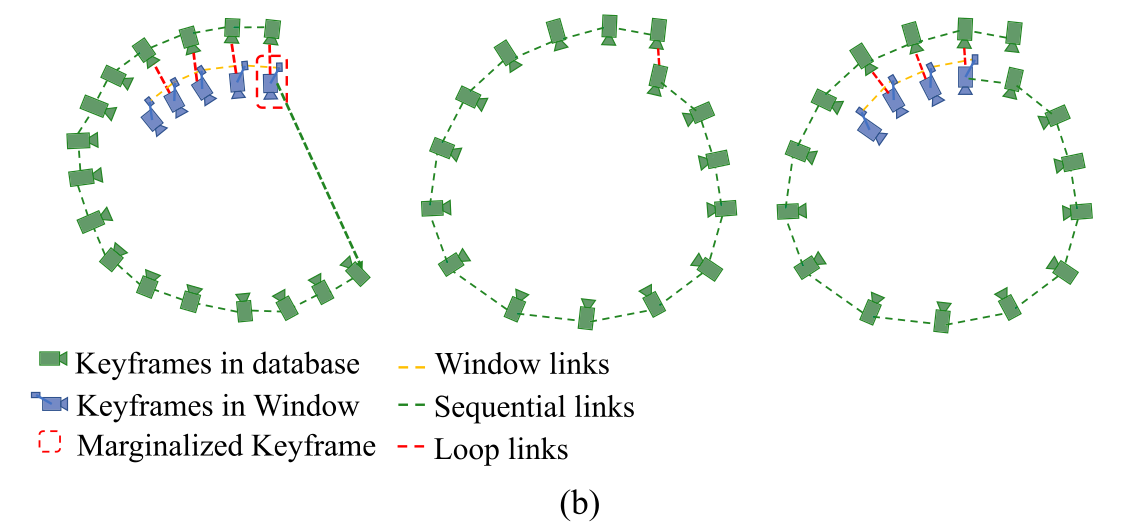 Keyframes in database
Window links
Keyframes in Window
Sequential links
Marginalized Keyframe
Loop links
(b)